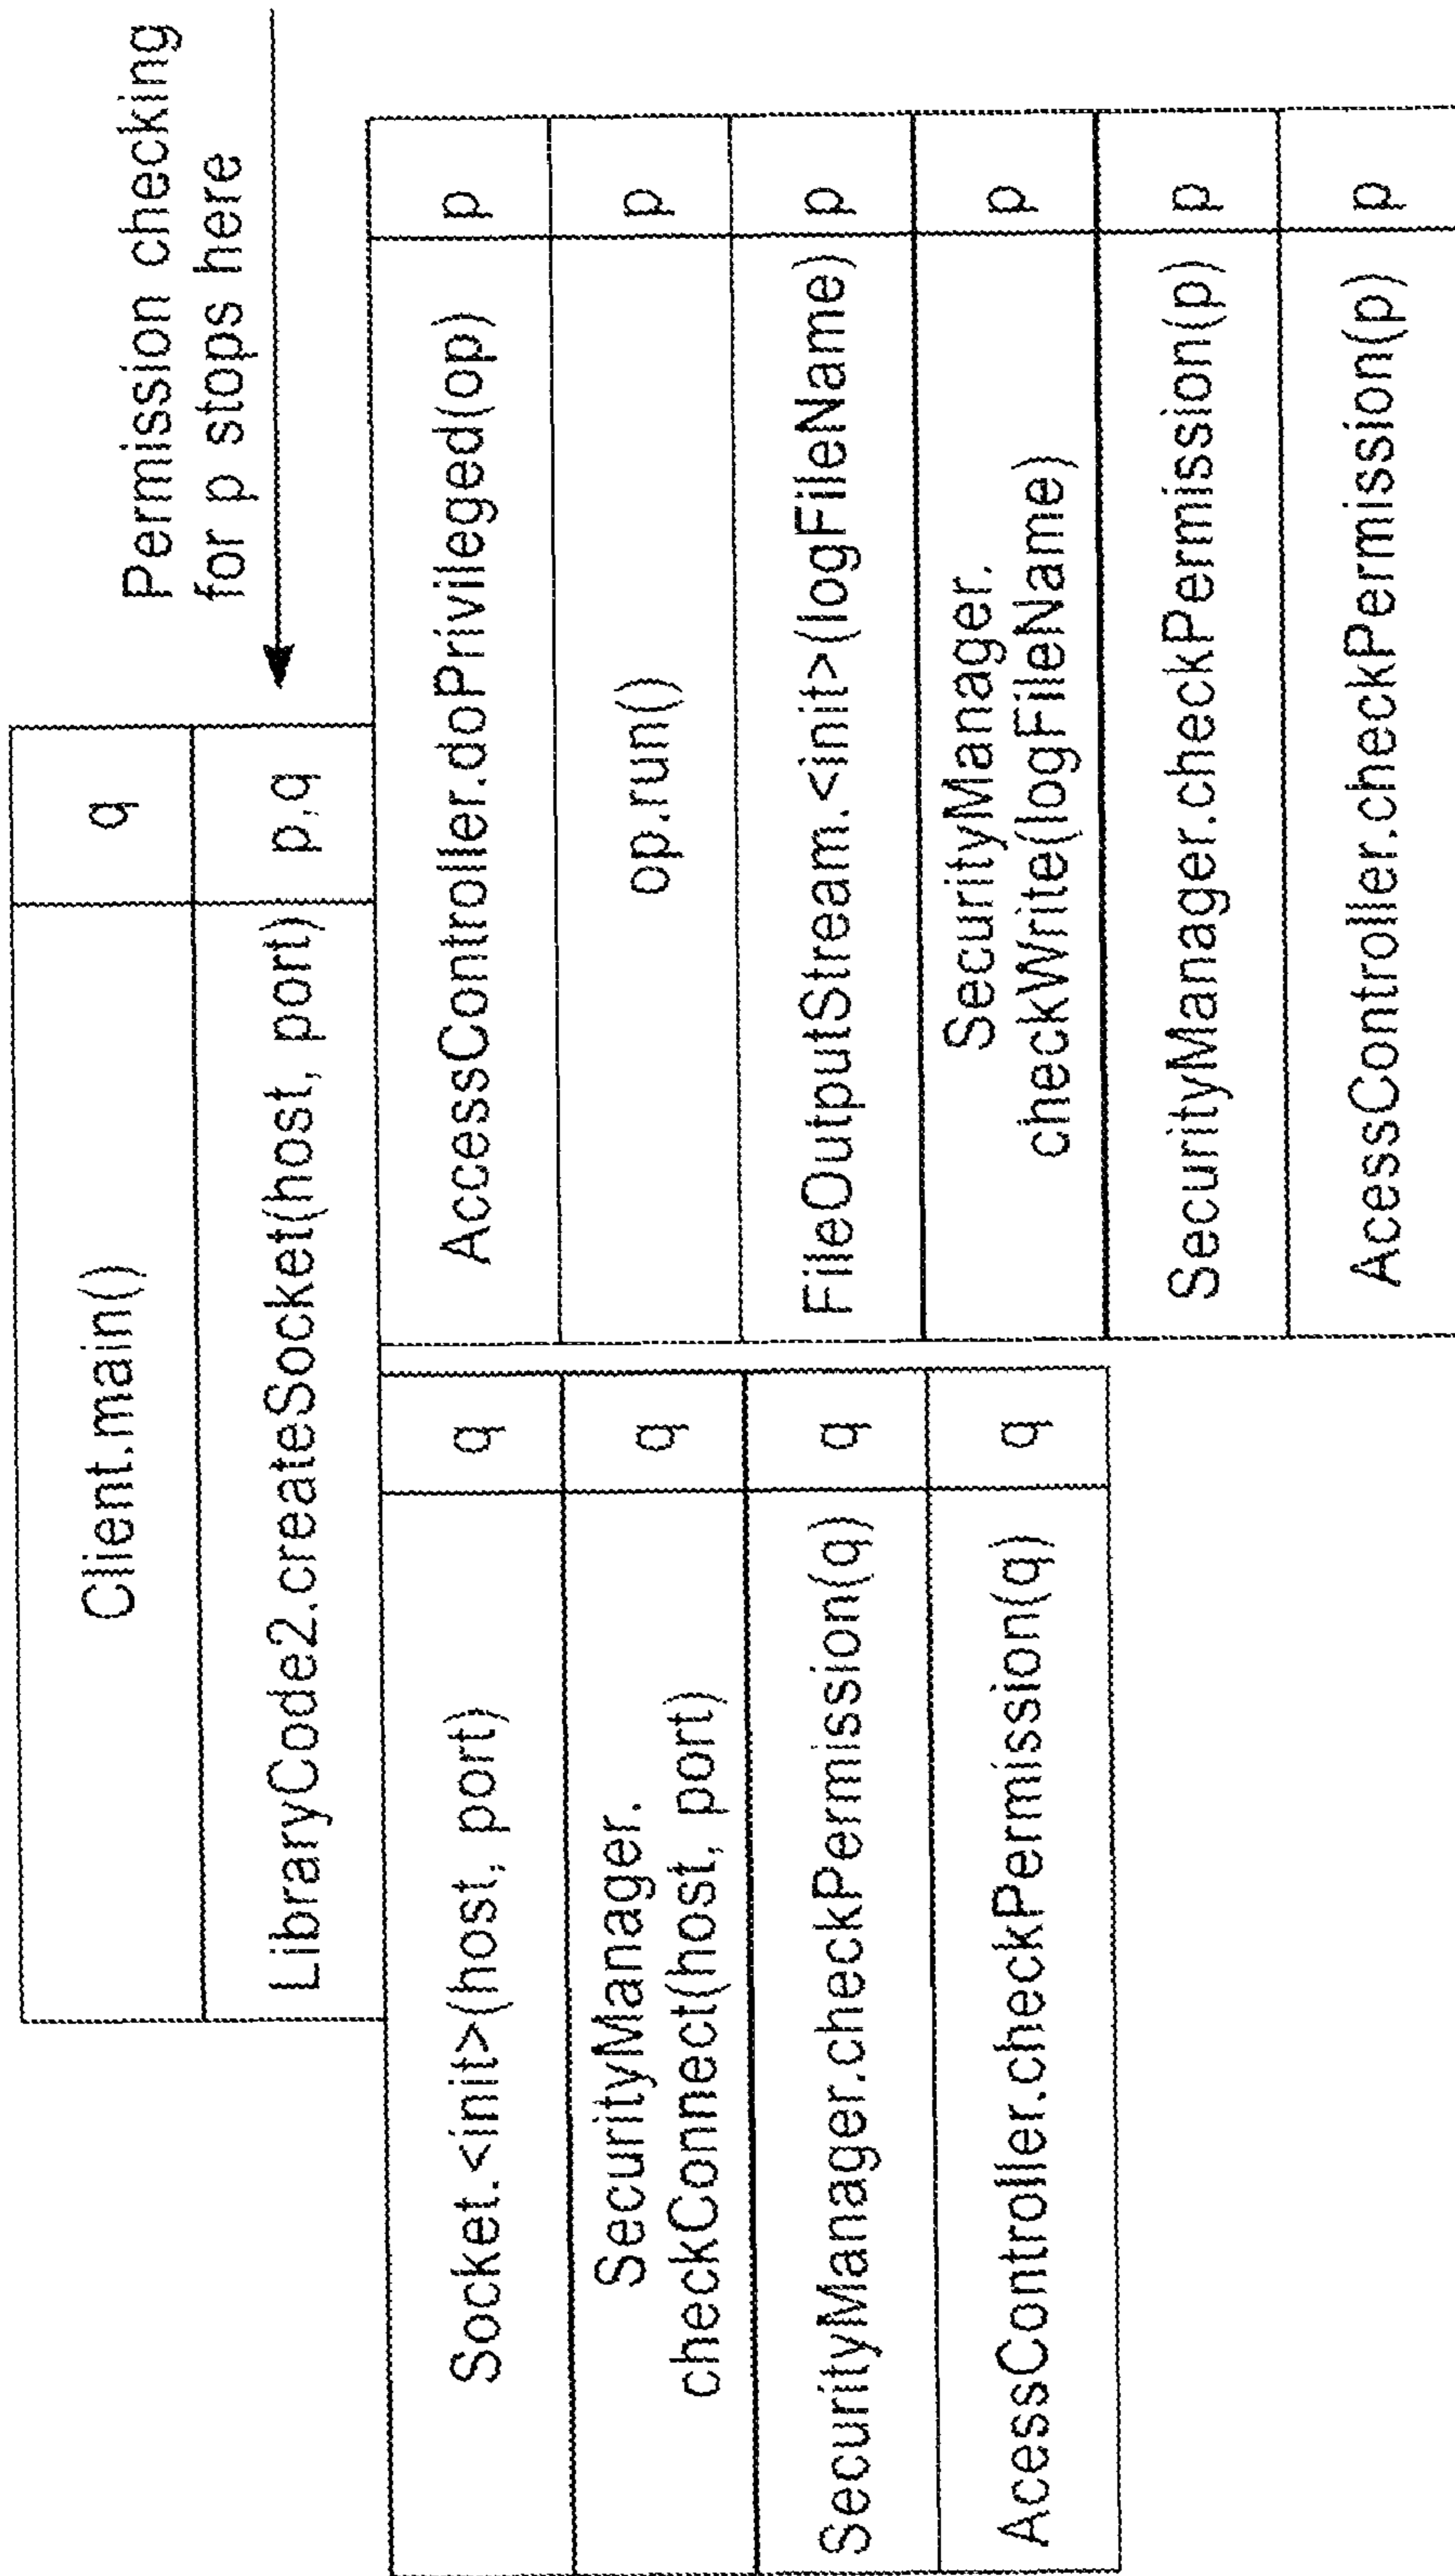 Client.main()
q
LibraryCode2.createSocket(host, port)
p,q
Permission checking
for p stops here
Socket.<init>(host, port)
q
SecurityManager.
checkConnect(host, port)
q
SecurityManager.checkPermission(q)
q
AcessController.checkPermission(q)
q
AccessController.doPrivileged(op)
p
op.run()
p
FileOutputStream.<init>(logFileName)
p
SecurityManager.
checkWrite(logFileName)
p
SecurityManager.checkPermission(p)
p
AcessController.checkPermission(p)
p